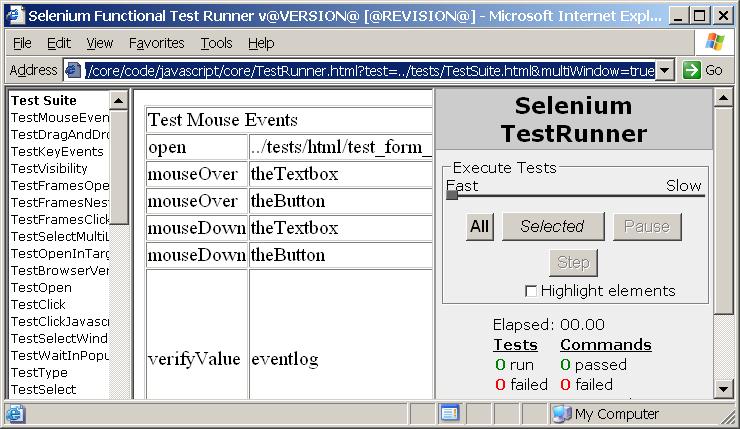 Selenium Functional Test Runner v@VERSION@ [@REVISION@] - Microsoft Internet Expl...
File Edit View Favorites Tools Help
Address /core/code/javascript/core/TestRunner.html?test=../tests/TestSuite.html&multiWindow=true Go
Test Suite
TestMouseEven
TestDragAndDro
TestKeyEvents
TestVisibility
TestFramesOpe
TestFramesNest
TestFramesClick
TestSelectMultiL
TestOpenInTarg
TestBrowserVer
TestOpen
TestClick
TestClickJavascr
TestSelectWind
TestWaitInPopu
TestType
TestSelect
Test Mouse Events
open ../tests/html/test_form_
mouseOver theTextbox
mouseOver theButton
mouseDown theTextbox
mouseDown theButton
verifyValue eventlog
Selenium
TestRunner
Execute Tests
Fast Slow
All Selected Pause
Step
Highlight elements
Elapsed: 00.00
Tests Commands
0 run 0 passed
0 failed 0 failed
My Computer